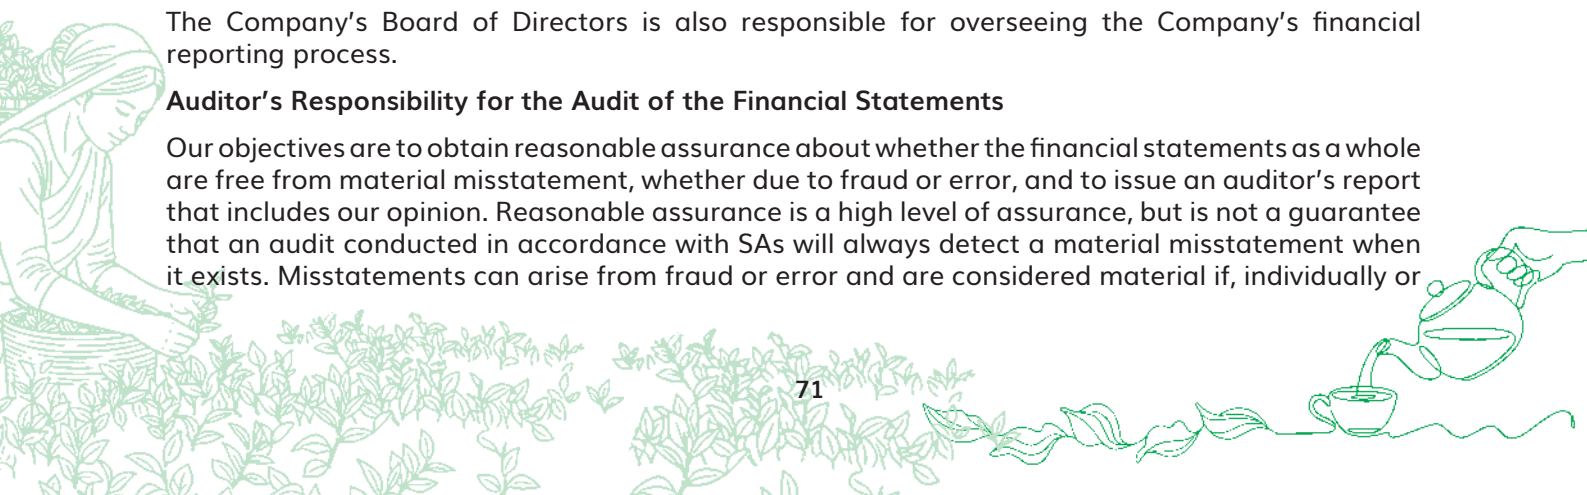 The Company’s Board of Directors is also responsible for overseeing the Company’s financial
reporting process.
Auditor’s Responsibility for the Audit of the Financial Statements
Our objectives are to obtain reasonable assurance about whether the financial statements as a whole
are free from material misstatement, whether due to fraud or error, and to issue an auditor’s report
that includes our opinion. Reasonable assurance is a high level of assurance, but is not a guarantee
that an audit conducted in accordance with SAs will always detect a material misstatement when
it exists. Misstatements can arise from fraud or error and are considered material if, individually or
71